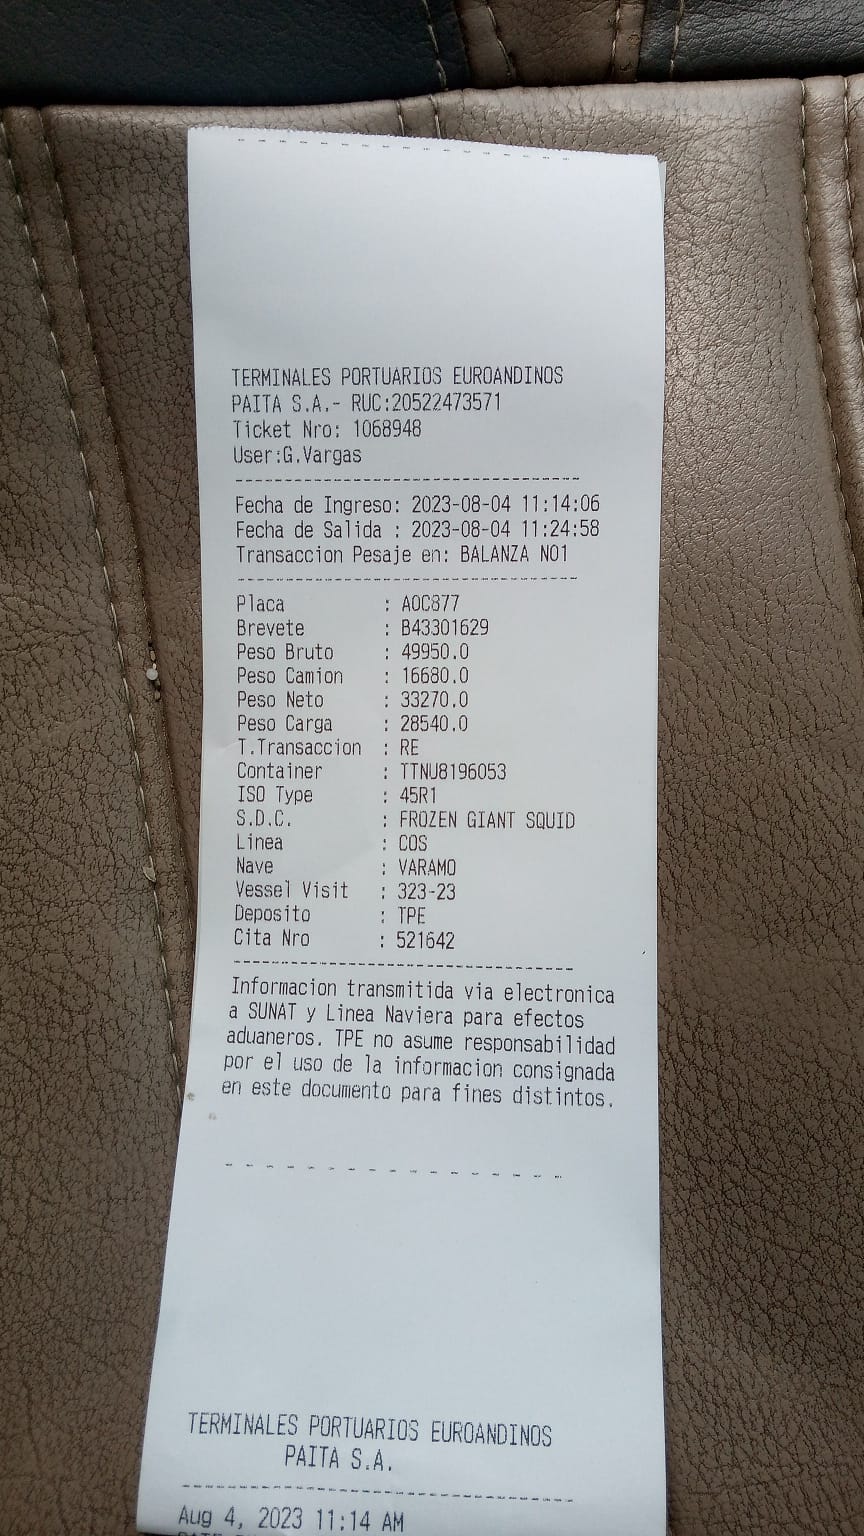 TERMINALES PORTUARIOS EUROANDINOS
PAITA S.A.- RUC:20522473571
Ticket Nro: 1068948
User:G.Vargas
Fecha de Ingreso: 2023-08-04 11:14:06
Fecha de Salida : 2023-08-04 11:24:58
Transaccion Pesaje en: BALANZA NO1
Placa : AOC877
Brevete : B43301629
Peso Bruto : 49950.0
Peso Camion : 16680.0
Peso Neto : 33270.0
Peso Carga : 28540.0
T.Transaccion : RE
Container : TTNU8196053
ISO Type : 45R1
S.D.C. : FROZEN GIANT SQUID
Linea : COS
Nave : VARAMO
Vessel Visit : 323-23
Deposito : TPE
Cita Nro : 521642
Informacion transmitida via electronica
a SUNAT y Linea Naviera para efectos
aduaneros. TPE no asume responsabilidad
por el uso de la informacion consignada
en este documento para fines distintos.
TERMINALES PORTUARIOS EUROANDINOS
PAITA S.A.
Aug 4, 2023 11:14 AM